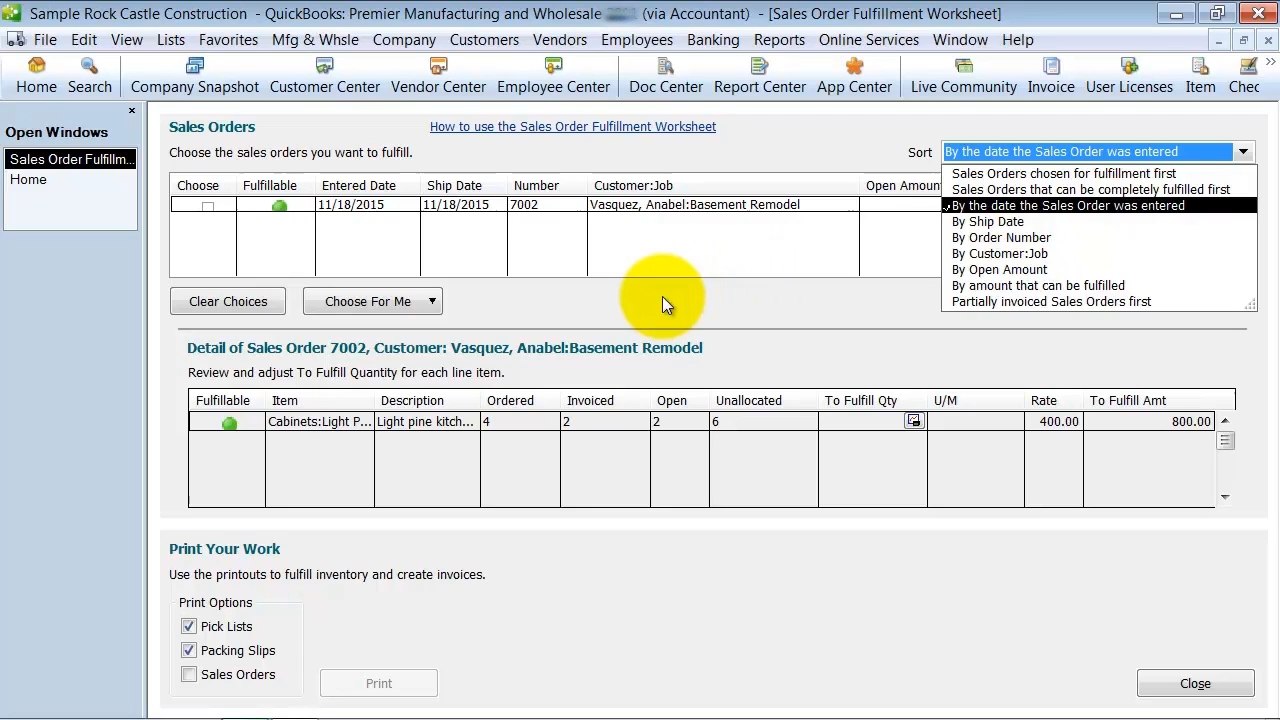 Sample Rock Castle Construction - QuickBooks: Premier Manufacturing and Wholesale (via Accountant) - [Sales Order Fulfillment Worksheet]
File Edit View Lists Favorites Mfg & Whsle Company Customers Vendors Employees Banking Reports Online Services Window Help
Home Search Company Snapshot Customer Center Vendor Center Employee Center Doc Center Report Center App Center Live Community Invoice User Licenses Item Chec
Open Windows
Sales Order Fulfillm...
Home
Sales Orders
How to use the Sales Order Fulfillment Worksheet
Choose the sales orders you want to fulfill.
Sort By the date the Sales Order was entered
Sales Orders chosen for fulfillment first
Sales Orders that can be completely fulfilled first
By the date the Sales Order was entered
By Ship Date
By Order Number
By Customer:Job
By Open Amount
By amount that can be fulfilled
Partially invoiced Sales Orders first
Choose Fulfillable Entered Date Ship Date Number Customer:Job Open Amount
11/18/2015 11/18/2015 7002 Vasquez, Anabel:Basement Remodel
Clear Choices Choose For Me
Detail of Sales Order 7002, Customer: Vasquez, Anabel:Basement Remodel
Review and adjust To Fulfill Quantity for each line item.
Fulfillable Item Description Ordered Invoiced Open Unallocated To Fulfill Qty U/M Rate To Fulfill Amt
Cabinets:Light P... Light pine kitch... 4 2 2 6 400.00 800.00
Print Your Work
Use the printouts to fulfill inventory and create invoices.
Print Options
Pick Lists
Packing Slips
Sales Orders
Print
Close